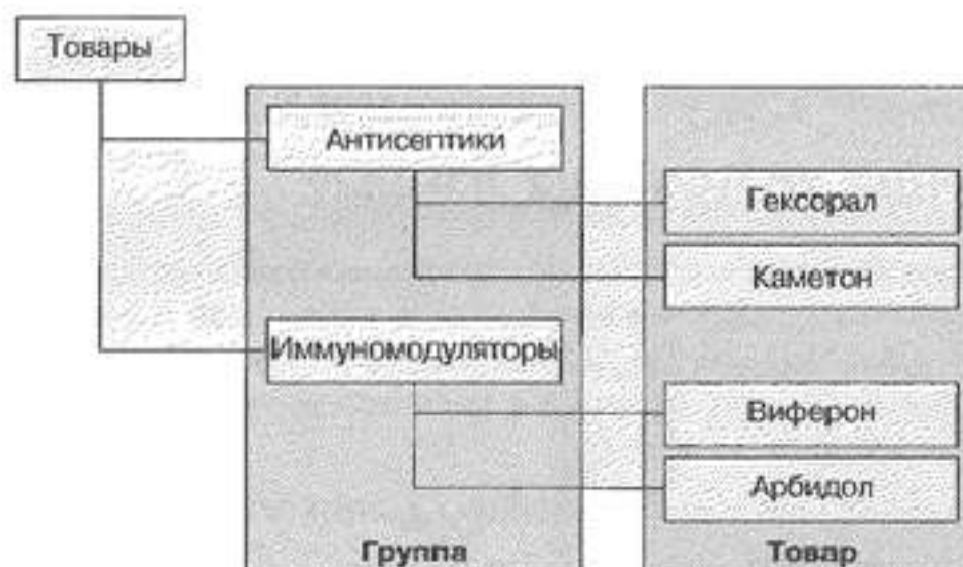 Товары
Антисептики
Гексорал
Каметон
Иммуномодуляторы
Виферон
Арбидол
Группа
Товар